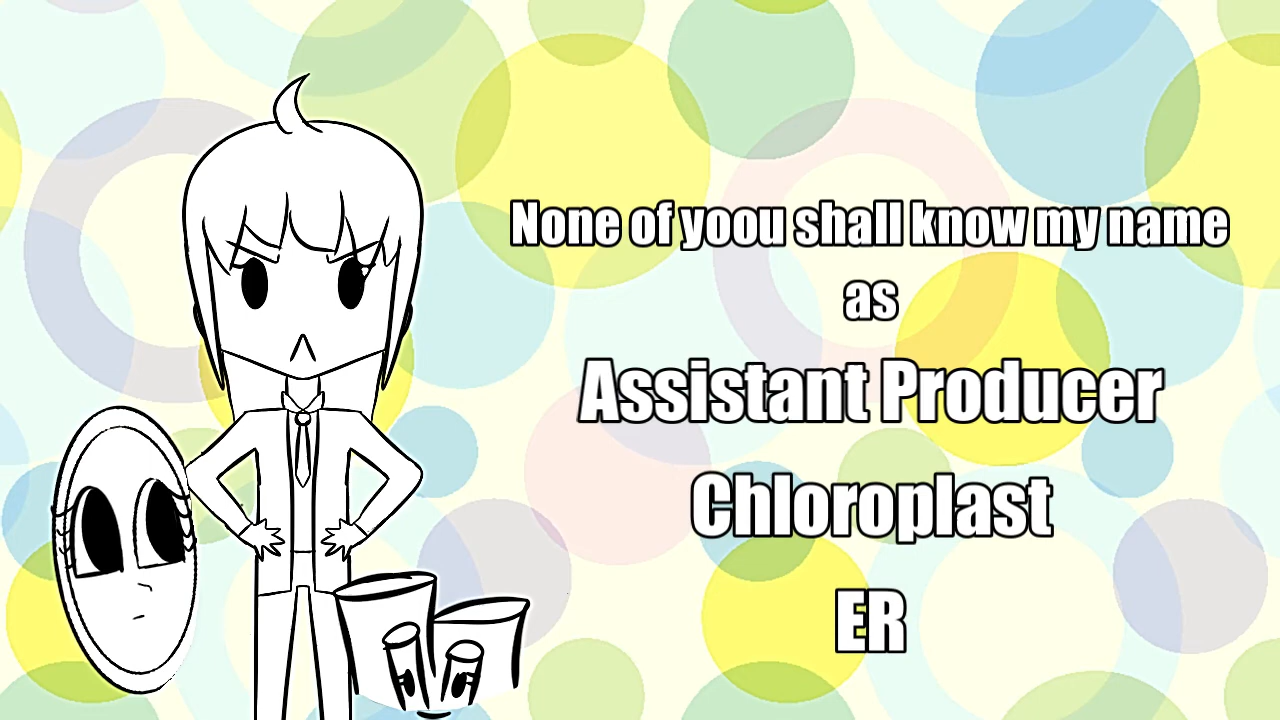 None of yoou shall know my name
as
Assistant Producer
Chloroplast
ER